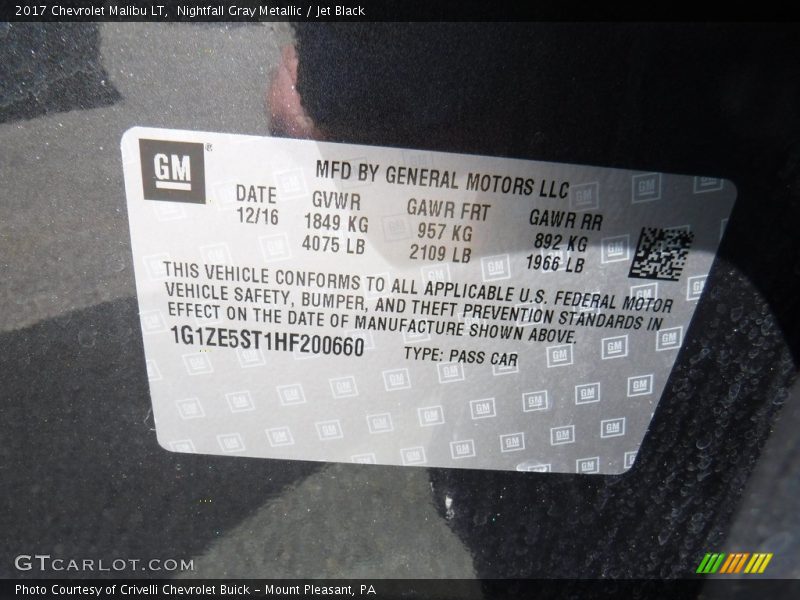 2017 Chevrolet Malibu LT,  Nightfall Gray Metallic / Jet Black
GM®
MFD BY GENERAL MOTORS LLC
DATE GVWR GAWR FRT GAWR RR
12/16 1849 KG 957 KG 892 KG
4075 LB 2109 LB 1966 LB
THIS VEHICLE CONFORMS TO ALL APPLICABLE U.S. FEDERAL MOTOR
VEHICLE SAFETY, BUMPER, AND THEFT PREVENTION STANDARDS IN
EFFECT ON THE DATE OF MANUFACTURE SHOWN ABOVE.
1G1ZE5ST1HF200660 TYPE: PASS CAR
GTCARLOT.COM
Photo Courtesy of Crivelli Chevrolet Buick - Mount Pleasant, PA